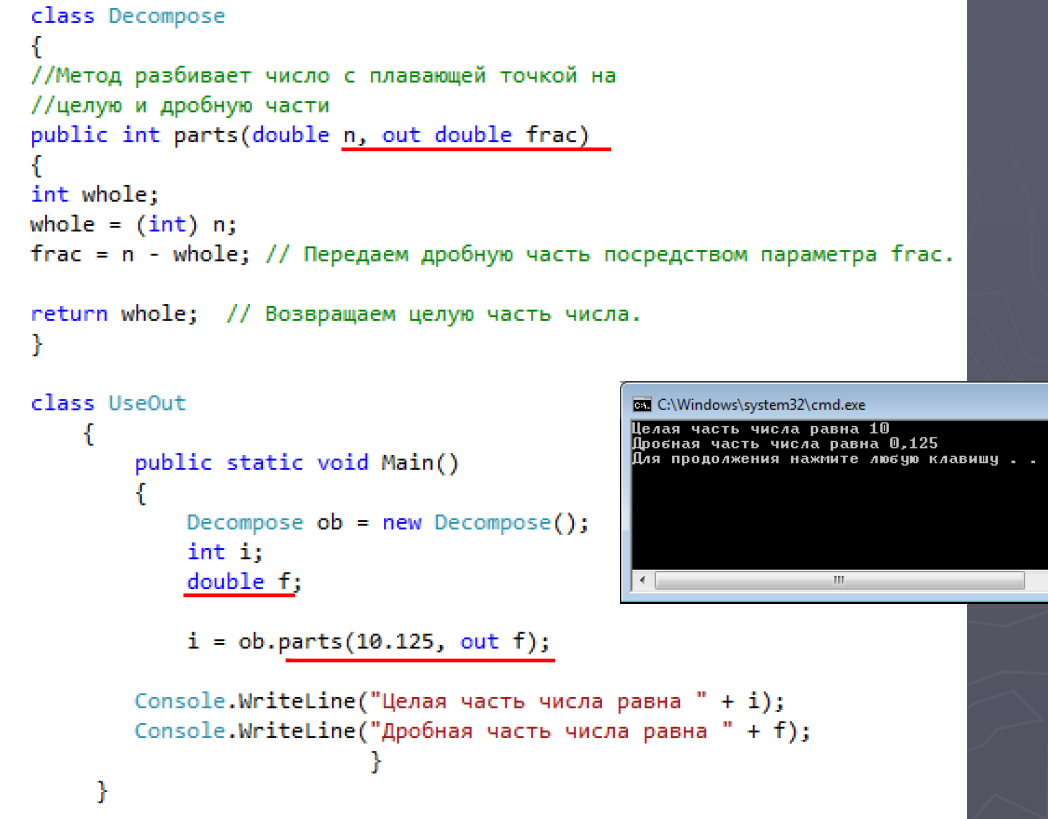 class Decompose
{
//Метод разбивает число с плавающей точкой на
//целую и дробную части
public int parts(double n, out double frac)
{
int whole;
whole = (int) n;
frac = n - whole; // Передаем дробную часть посредством параметра frac.
return whole;  // Возвращаем целую часть числа.
}
class UseOut
{
public static void Main()
{
Decompose ob = new Decompose();
int i;
double f;
i = ob.parts(10.125, out f);
Console.WriteLine("Целая часть числа равна " + i);
Console.WriteLine("Дробная часть числа равна " + f);
}
}
C:\Windows\system32\cmd.exe
Целая часть числа равна 10
Дробная часть числа равна 0,125
Для продолжения нажмите любую клавишу . .